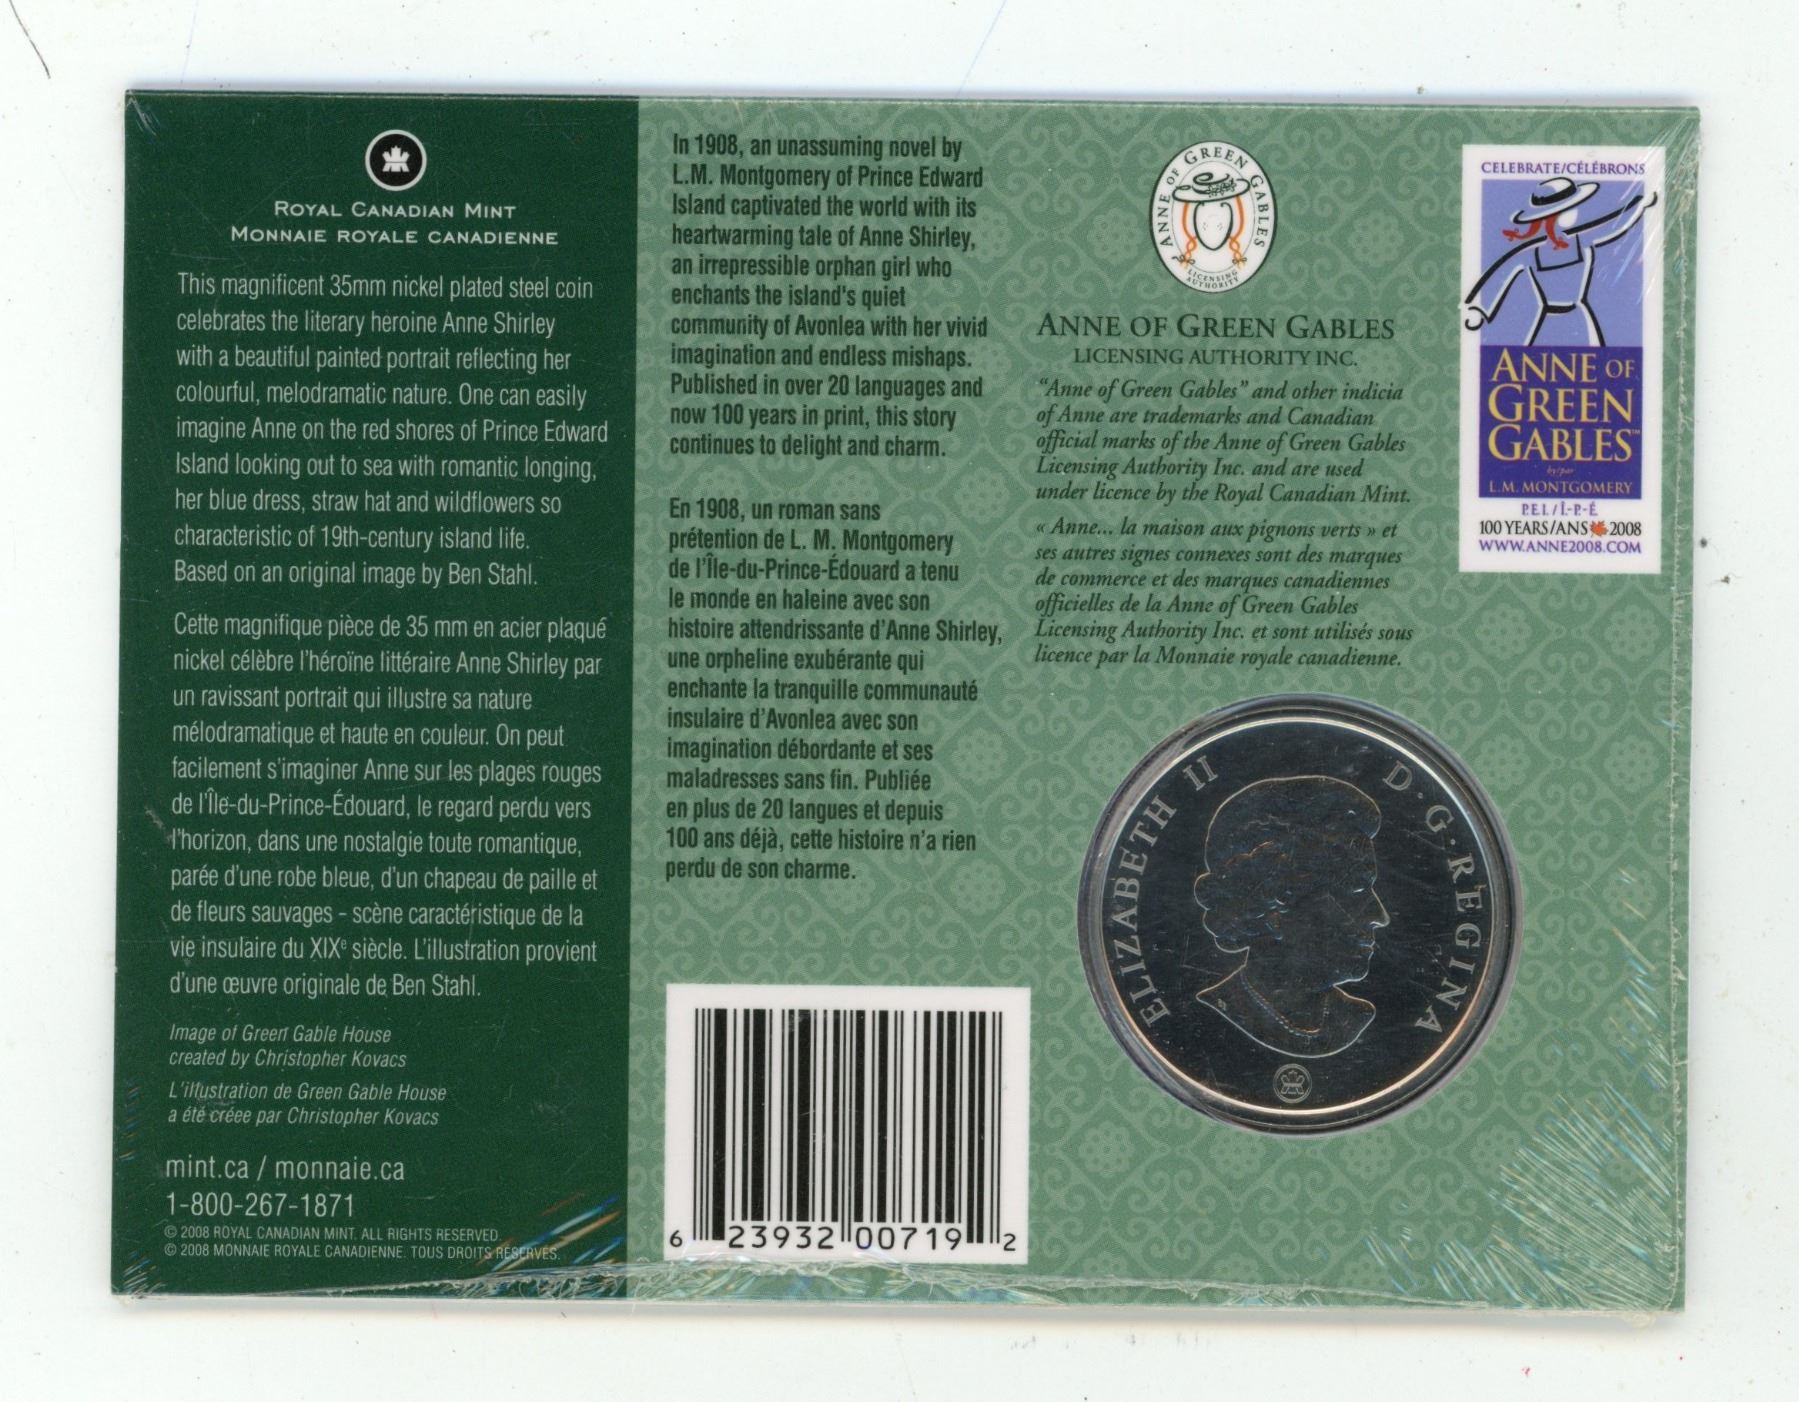 ROYAL CANADIAN MINT
MONNAIE ROYALE CANADIENNE
This magnificent 35mm nickel plated steel coin
celebrates the literary heroine Anne Shirley
with a beautiful painted portrait reflecting her
colourful, melodramatic nature. One can easily
imagine Anne on the red shores of Prince Edward
Island looking out to sea with romantic longing,
her blue dress, straw hat and wildflowers so
characteristic of 19th-century island life.
Based on an original image by Ben Stahl.
Cette magnifique pièce de 35 mm en acier plaqué
nickel célèbre l'héroïne littéraire Anne Shirley par
un ravissant portrait qui illustre sa nature
mélodramatique et haute en couleur. On peut
facilement s'imaginer Anne sur les plages rouges
de l'Île-du-Prince-Édouard, le regard perdu vers
l'horizon, dans une nostalgie toute romantique,
parée d'une robe bleue, d'un chapeau de paille et
de fleurs sauvages - scène caractéristique de la
vie insulaire du XIXe siècle. L'illustration provient
d'une œuvre originale de Ben Stahl.
Image of Green Gable House
created by Christopher Kovacs
L'illustration de Green Gable House
a été créee par Christopher Kovacs
mint.ca / monnaie.ca
1-800-267-1871
© 2008 ROYAL CANADIAN MINT. ALL RIGHTS RESERVED.
© 2008 MONNAIE ROYALE CANADIENNE. TOUS DROITS RÉSERVÉS.
In 1908, an unassuming novel by
L.M. Montgomery of Prince Edward
Island captivated the world with its
heartwarming tale of Anne Shirley,
an irrepressible orphan girl who
enchants the island's quiet
community of Avonlea with her vivid
imagination and endless mishaps.
Published in over 20 languages and
now 100 years in print, this story
continues to delight and charm.
En 1908, un roman sans
prétention de L. M. Montgomery
de l'Île-du-Prince-Édouard a tenu
le monde en haleine avec son
histoire attendrissante d'Anne Shirley,
une orpheline exubérante qui
enchante la tranquille communauté
insulaire d'Avonlea avec son
imagination débordante et ses
maladresses sans fin. Publiée
en plus de 20 langues et depuis
100 ans déjà, cette histoire n'a rien
perdu de son charme.
6 23932 00719 2
ANNE OF GREEN GABLES
LICENSING
AUTHORITY
ANNE OF GREEN GABLES
LICENSING AUTHORITY INC.
"Anne of Green Gables" and other indicia
of Anne are trademarks and Canadian
official marks of the Anne of Green Gables
Licensing Authority Inc. and are used
under licence by the Royal Canadian Mint.
« Anne... la maison aux pignons verts » et
ses autres signes connexes sont des marques
de commerce et des marques canadiennes
officielles de la Anne of Green Gables
Licensing Authority Inc. et sont utilisés sous
licence par la Monnaie royale canadienne.
CELEBRATE/CÉLÉBRONS
ANNE OF
GREEN
GABLES™
by/par
L.M. MONTGOMERY
P.E.I./Î-P-É
100 YEARS/ANS 2008
WWW.ANNE2008.COM
ELIZABETH II D·G·REGINA